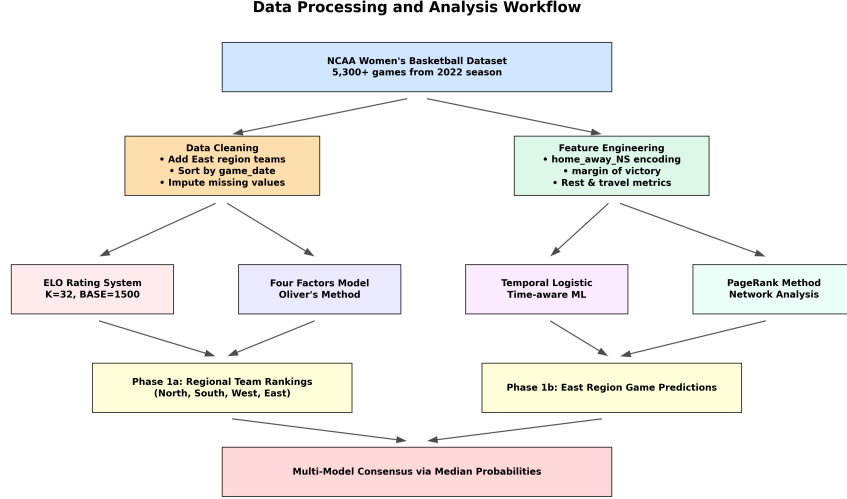 Data Processing and Analysis Workflow
NCAA Women's Basketball Dataset
5,300+ games from 2022 season
Data Cleaning
• Add East region teams
• Sort by game_date
• Impute missing values
Feature Engineering
• home_away_NS encoding
• margin of victory
• Rest & travel metrics
ELO Rating System
K=32, BASE=1500
Four Factors Model
Oliver's Method
Temporal Logistic
Time-aware ML
PageRank Method
Network Analysis
Phase 1a: Regional Team Rankings
(North, South, West, East)
Phase 1b: East Region Game Predictions
Multi-Model Consensus via Median Probabilities